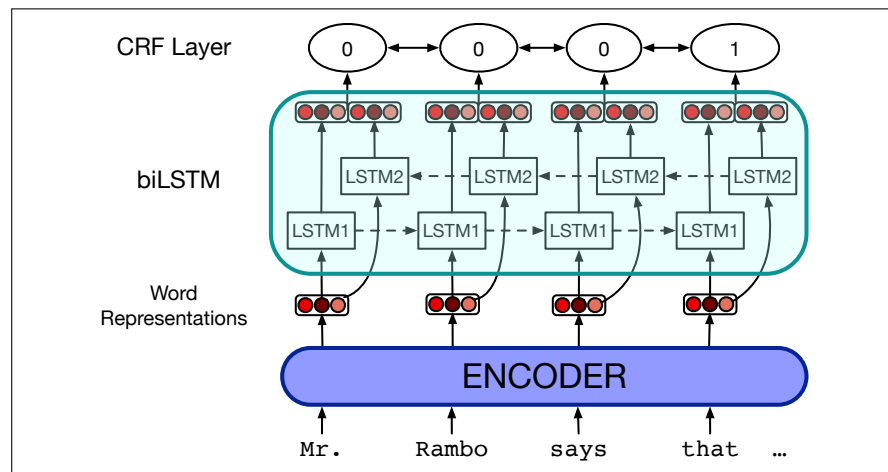 CRF Layer 0 0 0 1
biLSTM
LSTM2 LSTM2 LSTM2 LSTM2
LSTM1 LSTM1 LSTM1 LSTM1
Word
Representations
ENCODER
Mr. Rambo says that …